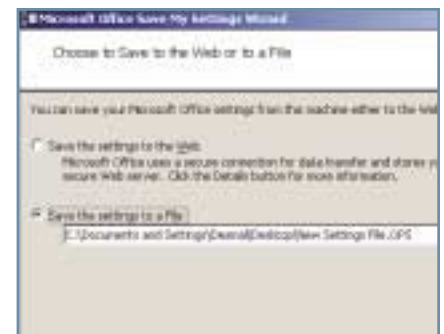 Microsoft Office Save My Settings Wizard
Choose to Save to the Web or to a File
You can save your Microsoft Office settings from this machine either to the Web
Save the settings to the Web
Microsoft Office uses a secure connection for data transfer and stores
secure Web server. Click the Details button for more information.
Save the settings to a File
C:\Documents and Settings\ \Desktop\New Settings File.OPS